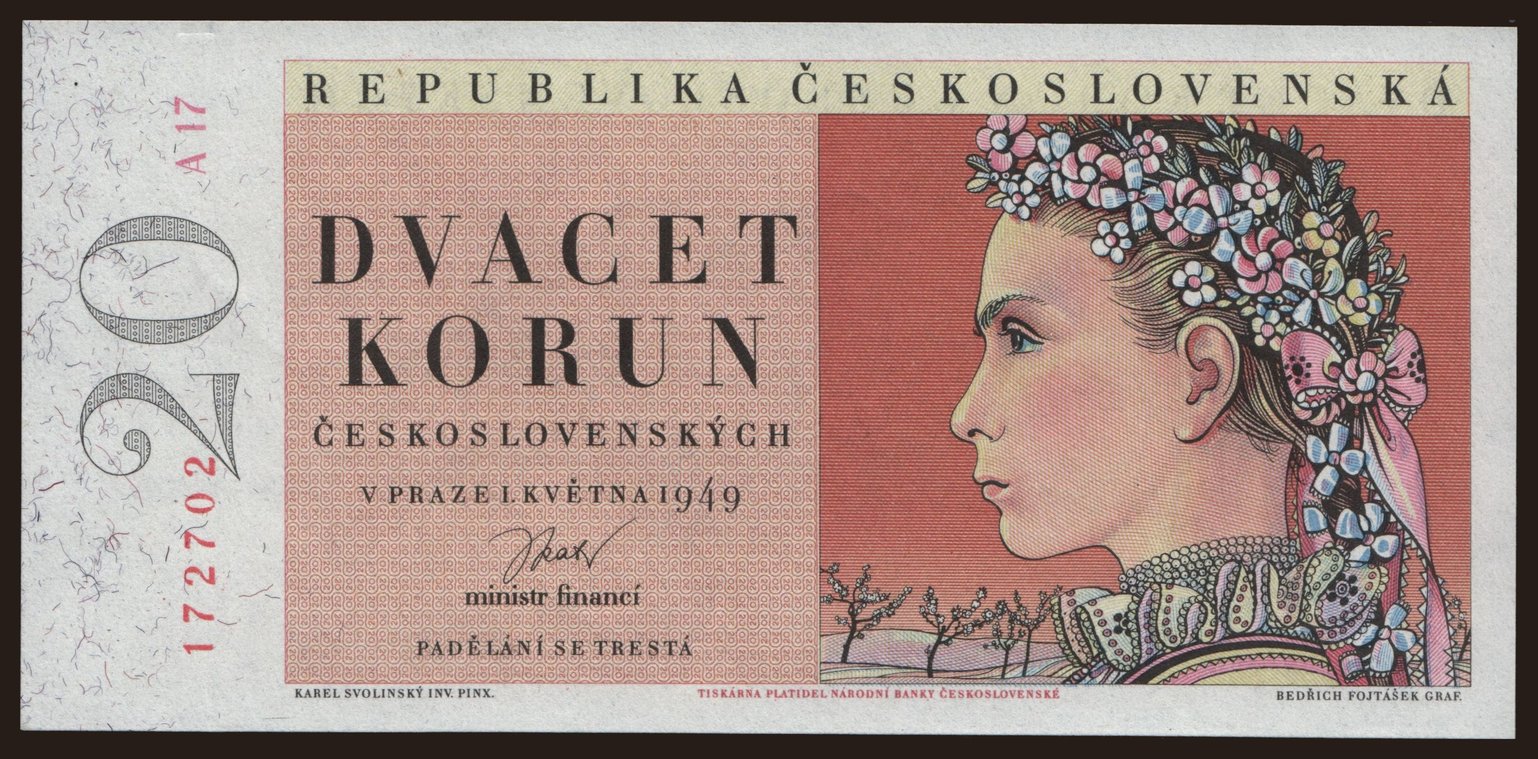 REPUBLIKA ČESKOSLOVENSKÁ
A 17
20
172702
DVACET
KORUN
ČESKOSLOVENSKÝCH
V PRAZE 1. KVĚTNA 1949
ministr financí
PADĚLÁNÍ SE TRESTÁ
KAREL SVOLINSKÝ INV. PINX.
TISKÁRNA PLATIDEL NÁRODNÍ BANKY ČESKOSLOVENSKÉ
BEDŘICH FOJTÁŠEK GRAF.